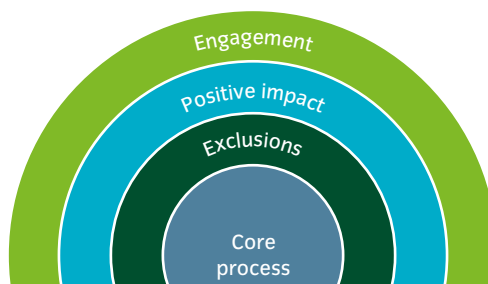 Engagement
Positive impact
Exclusions
Core
process